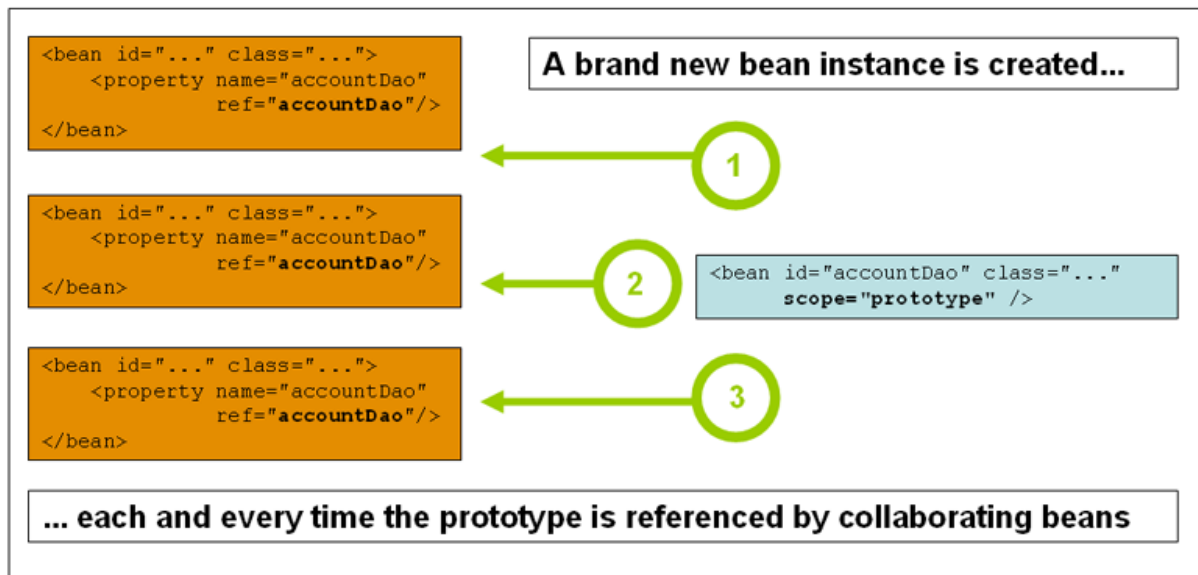 <bean id="..." class="...">
<property name="accountDao"
ref="accountDao"/>
</bean>
A brand new bean instance is created...
1
<bean id="..." class="...">
<property name="accountDao"
ref="accountDao"/>
</bean>
2
<bean id="accountDao" class="..."
scope="prototype" />
<bean id="..." class="...">
<property name="accountDao"
ref="accountDao"/>
</bean>
3
... each and every time the prototype is referenced by collaborating beans